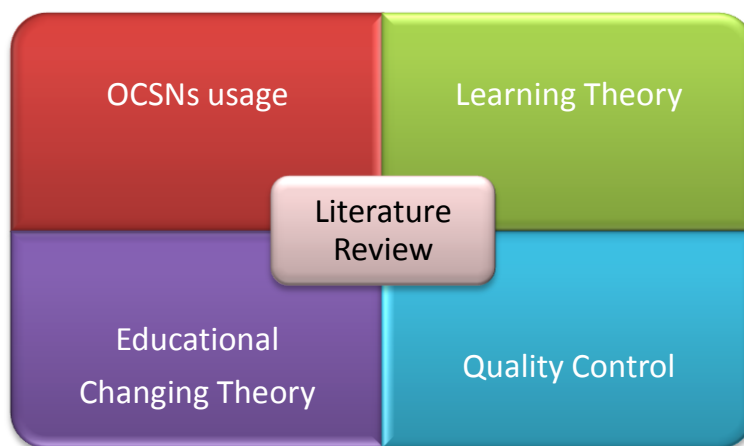 OCSNs usage
Learning Theory
Literature
Review
Educational
Changing Theory
Quality Control